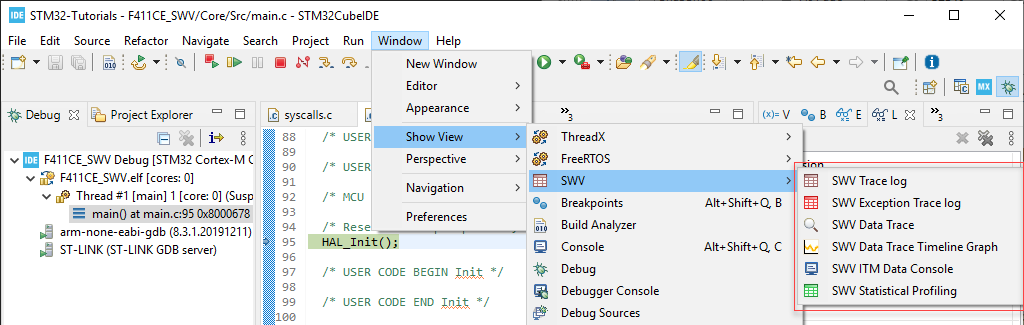 IDE STM32-Tutorials - F411CE_SWV/Core/Src/main.c - STM32CubeIDE
File Edit Source Refactor Navigate Search Project Run Window Help
MX
Debug Project Explorer
syscalls.c
(x)= V B R
IDE F411CE_SWV Debug [STM32 Cortex-M C
F411CE_SWV.elf [cores: 0]
Thread #1 [main] 1 [core: 0] (Susp
main() at main.c:95 0x8000678
arm-none-eabi-gdb (8.3.1.20191211)
ST-LINK (ST-LINK GDB server)
88 /* USER
89
90 /* USER
91
92 /* MCU
93
94 /* Rese
95 HAL_Init();
96
97 /* USER CODE BEGIN Init */
98
99 /* USER CODE END Init */
100
New Window
Editor
Appearance
Show View
Perspective
Navigation
Preferences
ThreadX
FreeRTOS
SWV
Breakpoints Alt+Shift+Q, B
Build Analyzer
Console Alt+Shift+Q, C
Debug
Debugger Console
Debug Sources
SWV Trace log
SWV Exception Trace log
SWV Data Trace
SWV Data Trace Timeline Graph
SWV ITM Data Console
SWV Statistical Profiling